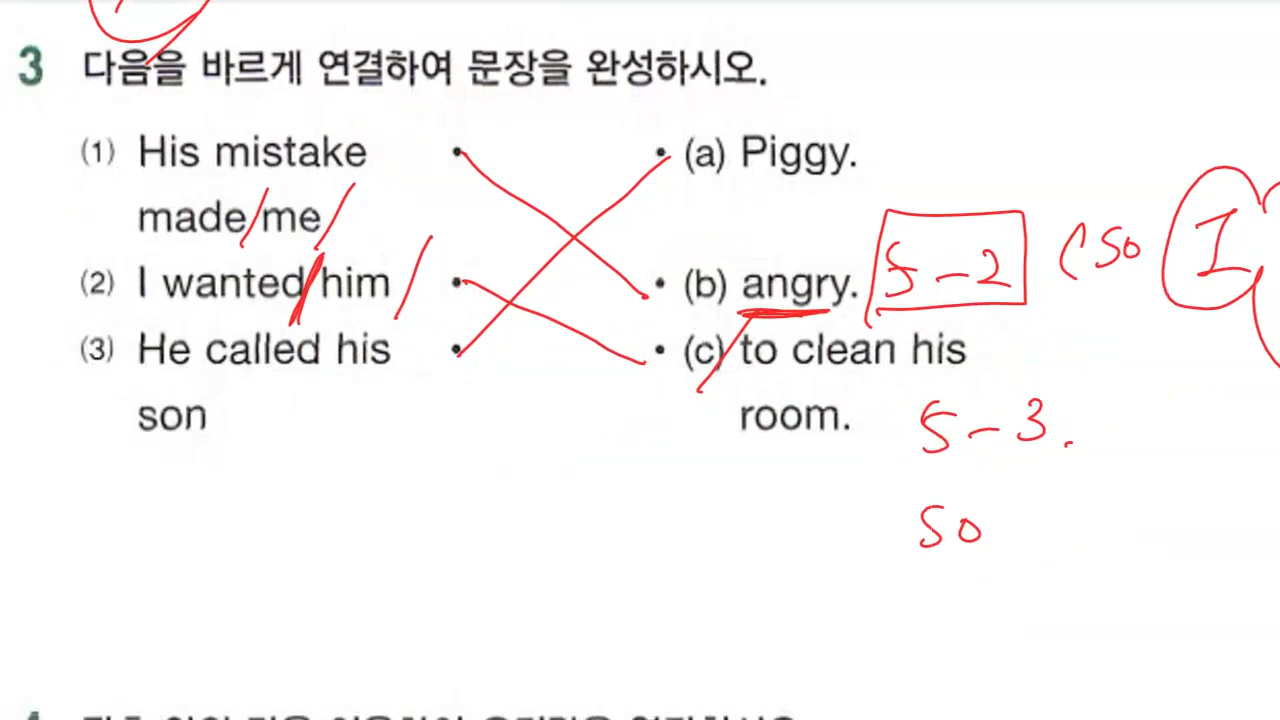 3 다음을 바르게 연결하여 문장을 완성하시오.
(1) His mistake • • (a) Piggy.
made me
(2) I wanted him • • (b) angry. 5-2 (so I
(3) He called his • • (c) to clean his
son room. 5-3.
so